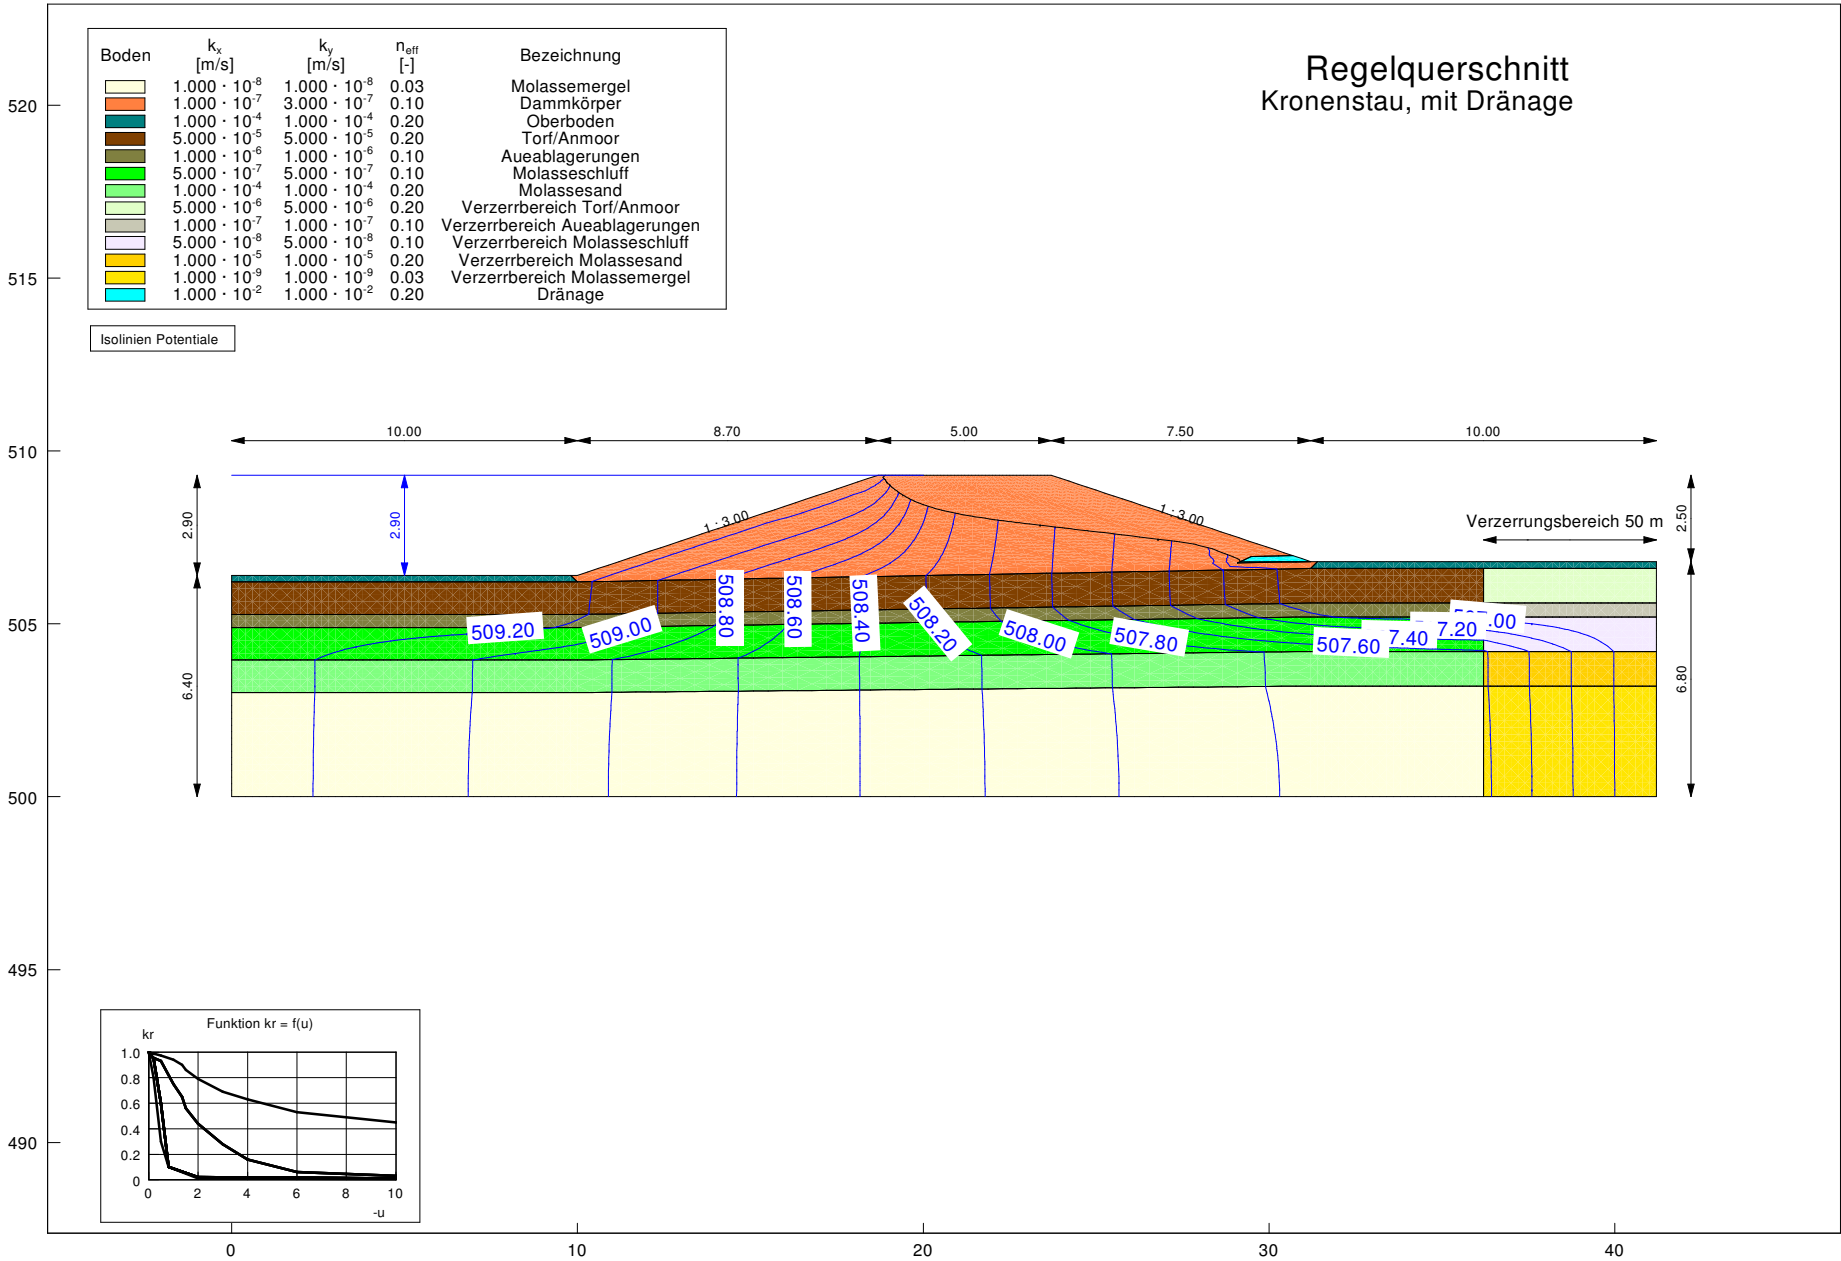 Regelquerschnitt
Kronenstau, mit Dränage
Boden kx [m/s] ky [m/s] neff [-] Bezeichnung
1.000 · 10-8 1.000 · 10-8 0.03 Molassemergel
1.000 · 10-7 3.000 · 10-7 0.10 Dammkörper
1.000 · 10-4 1.000 · 10-4 0.20 Oberboden
5.000 · 10-5 5.000 · 10-5 0.20 Torf/Anmoor
1.000 · 10-6 1.000 · 10-6 0.10 Aueablagerungen
5.000 · 10-7 5.000 · 10-7 0.10 Molasseschluff
1.000 · 10-4 1.000 · 10-4 0.20 Molassesand
5.000 · 10-6 5.000 · 10-6 0.20 Verzerrbereich Torf/Anmoor
1.000 · 10-7 1.000 · 10-7 0.10 Verzerrbereich Aueablagerungen
5.000 · 10-8 5.000 · 10-8 0.10 Verzerrbereich Molasseschluff
1.000 · 10-5 1.000 · 10-5 0.20 Verzerrbereich Molassesand
1.000 · 10-9 1.000 · 10-9 0.03 Verzerrbereich Molassemergel
1.000 · 10-2 1.000 · 10-2 0.20 Dränage
Isolinien Potentiale
520
515
510
505
500
495
490
10.00 8.70 5.00 7.50 10.00
2.90
2.90
1 : 3.00
1 : 3.00
Verzerrungsbereich 50 m
2.50
6.40
6.80
509.20
509.00
508.80
508.60
508.40
508.20
508.00
507.80
507.60
7.40
7.20
.00
Funktion kr = f(u)
kr
1.0
0.8
0.6
0.4
0.2
0
0 2 4 6 8 10
-u
0 10 20 30 40